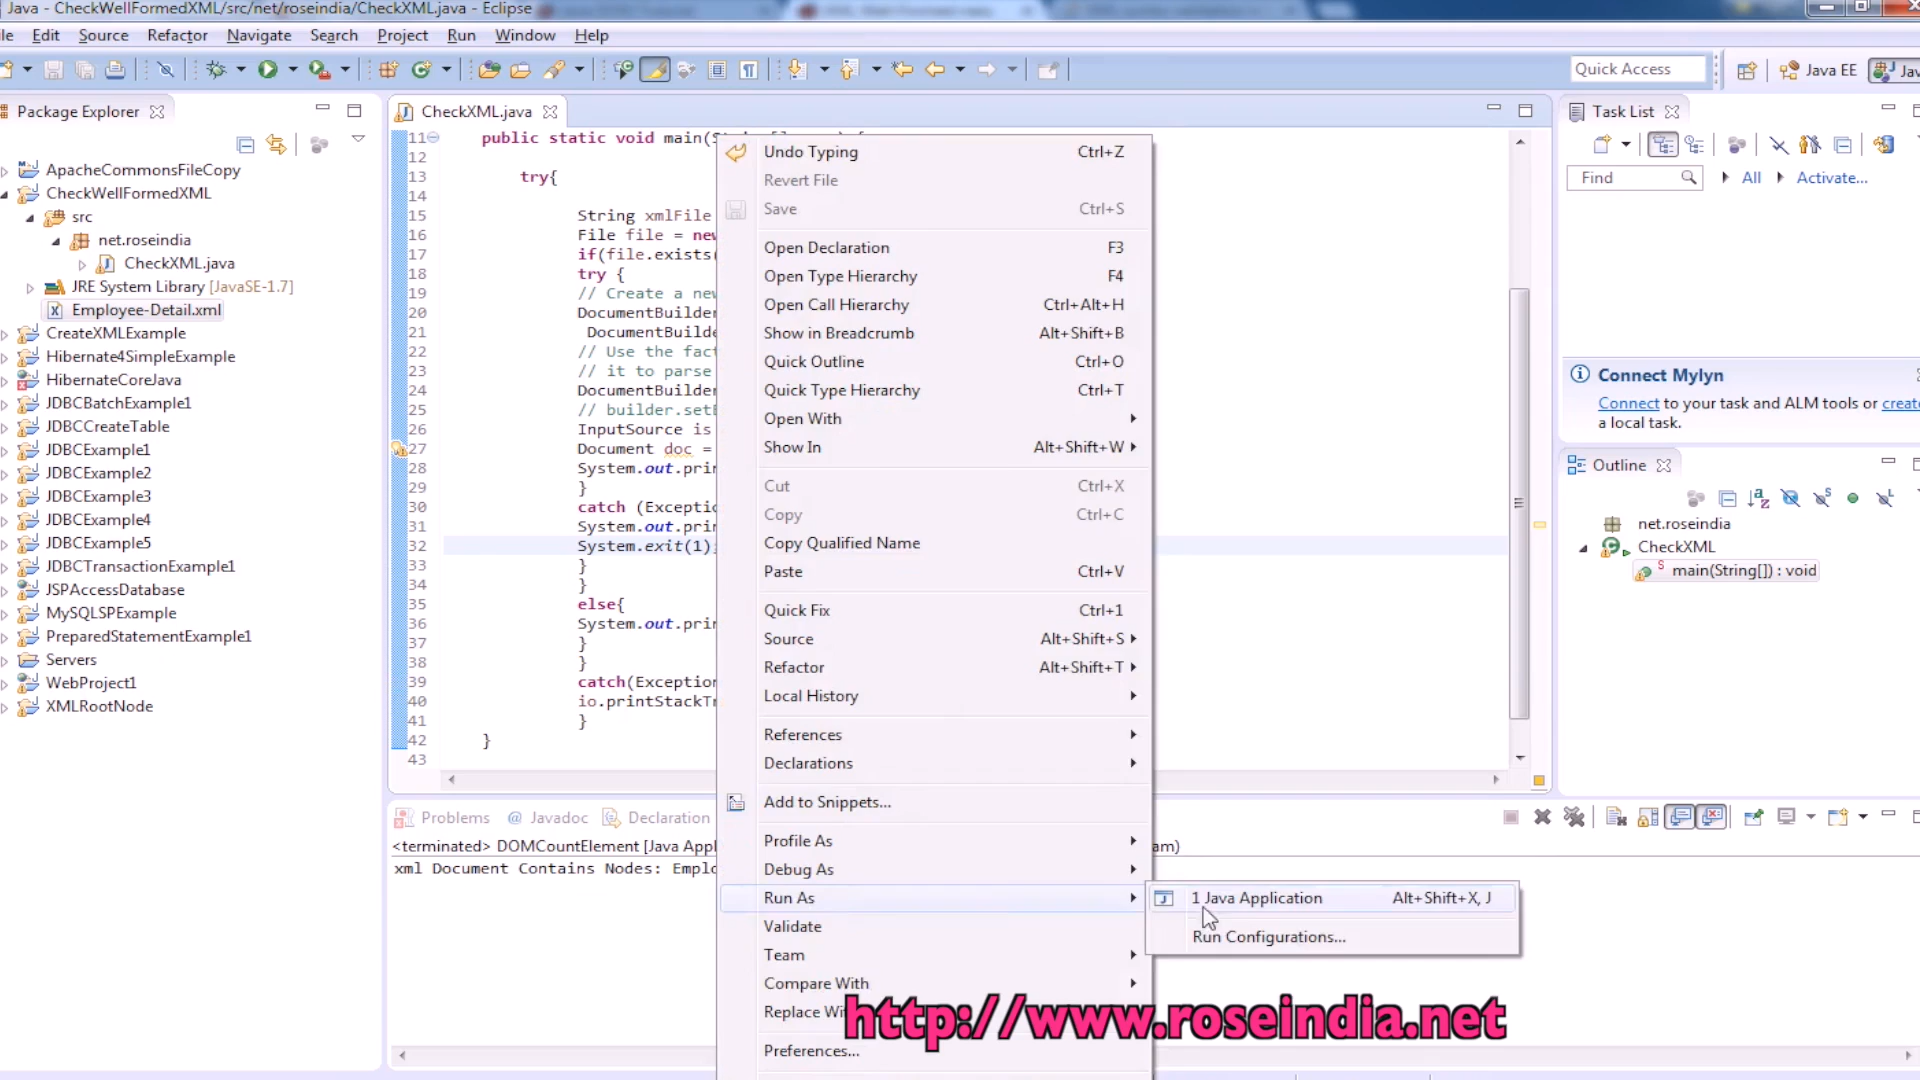 Java - CheckWellFormedXML/src/net/roseindia/CheckXML.java - Eclipse
Edit Source Refactor Navigate Search Project Run Window Help
Quick Access
Java EE
Package Explorer
ApacheCommonsFileCopy
CheckWellFormedXML
src
net.roseindia
CheckXML.java
JRE System Library [JavaSE-1.7]
Employee-Detail.xml
CreateXMLExample
Hibernate4SimpleExample
HibernateCoreJava
JDBCBatchExample1
JDBCCreateTable
JDBCExample1
JDBCExample2
JDBCExample3
JDBCExample4
JDBCExample5
JDBCTransactionExample1
JSPAccessDatabase
MySQLSPExample
PreparedStatementExample1
Servers
WebProject1
XMLRootNode
CheckXML.java
11 public static void main(
12
13 try{
14
15 String xmlFile
16 File file = new
17 if(file.exists(
18 try {
19 // Create a new
20 DocumentBuilder
21 DocumentBuilder
22 // Use the fact
23 // it to parse
24 DocumentBuilder
25 // builder.setE
26 InputSource is
27 Document doc =
28 System.out.prin
29 }
30 catch (Exceptio
31 System.out.prin
32 System.exit(1);
33 }
34 }
35 else{
36 System.out.prin
37 }
38 }
39 catch(Exception
40 io.printStackTr
41 }
42 }
43
Undo Typing Ctrl+Z
Revert File
Save Ctrl+S
Open Declaration F3
Open Type Hierarchy F4
Open Call Hierarchy Ctrl+Alt+H
Show in Breadcrumb Alt+Shift+B
Quick Outline Ctrl+O
Quick Type Hierarchy Ctrl+T
Open With
Show In Alt+Shift+W
Cut Ctrl+X
Copy Ctrl+C
Copy Qualified Name
Paste Ctrl+V
Quick Fix Ctrl+1
Source Alt+Shift+S
Refactor Alt+Shift+T
Local History
References
Declarations
Add to Snippets...
Profile As
Debug As
Run As
Validate
Team
Compare With
Replace
Preferences...
1 Java Application Alt+Shift+X, J
Run Configurations...
Task List
Find All Activate...
Connect Mylyn
Connect to your task and ALM tools or create
a local task.
Outline
net.roseindia
CheckXML
main(String[]) : void
Problems @ Javadoc Declaration
<terminated> DOMCountElement [Java Appl
am)
xml Document Contains Nodes: Emplo
http://www.roseindia.net